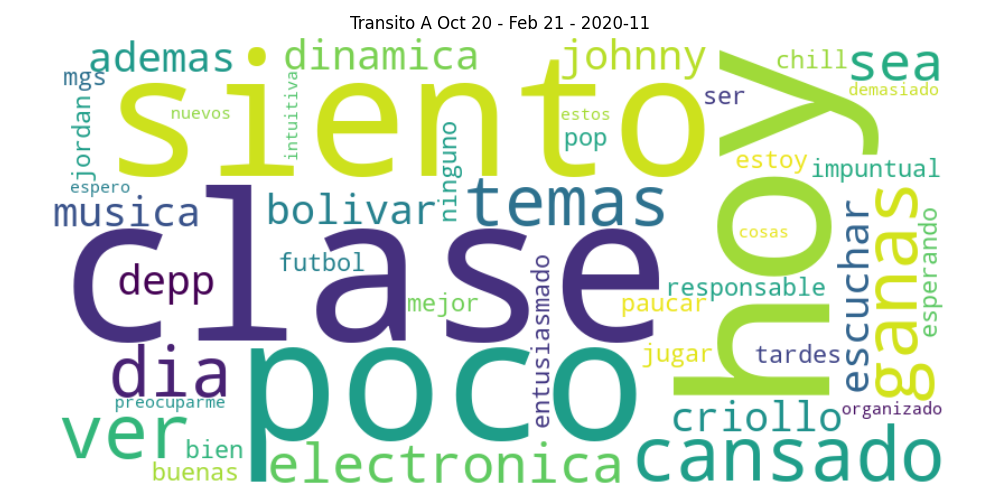 Transito A Oct 20 - Feb 21 - 2020-11
ademas
dinamica
johnny
chill
sea
mgs
siento
ser
demasiado
jordan
nuevos
intuitiva
estos
pop
hoy
estoy
impuntual
espero
musica
bolivar
ninguno
temas
clase
depp
futbol
mejor
entusiasmado
paucar
responsable
cosas
escuchar
ganas
esperando
dia
poco
jugar
tardes
preocuparme
ver
bien
buenas
electronica
criollo
organizado
cansado